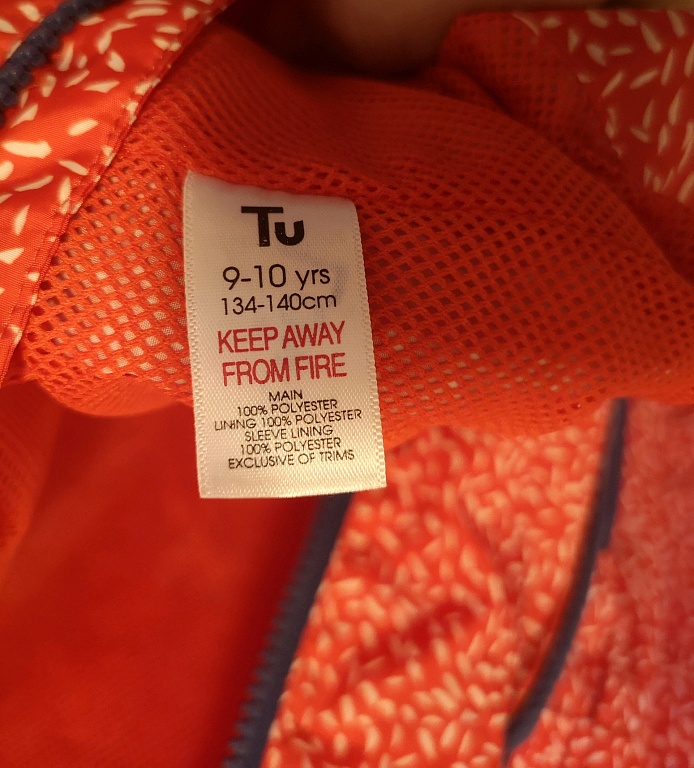 Tu
9-10 yrs
134-140cm
KEEP AWAY
FROM FIRE
MAIN
100% POLYESTER
LINING 100% POLYESTER
SLEEVE LINING
100% POLYESTER
EXCLUSIVE OF TRIMS